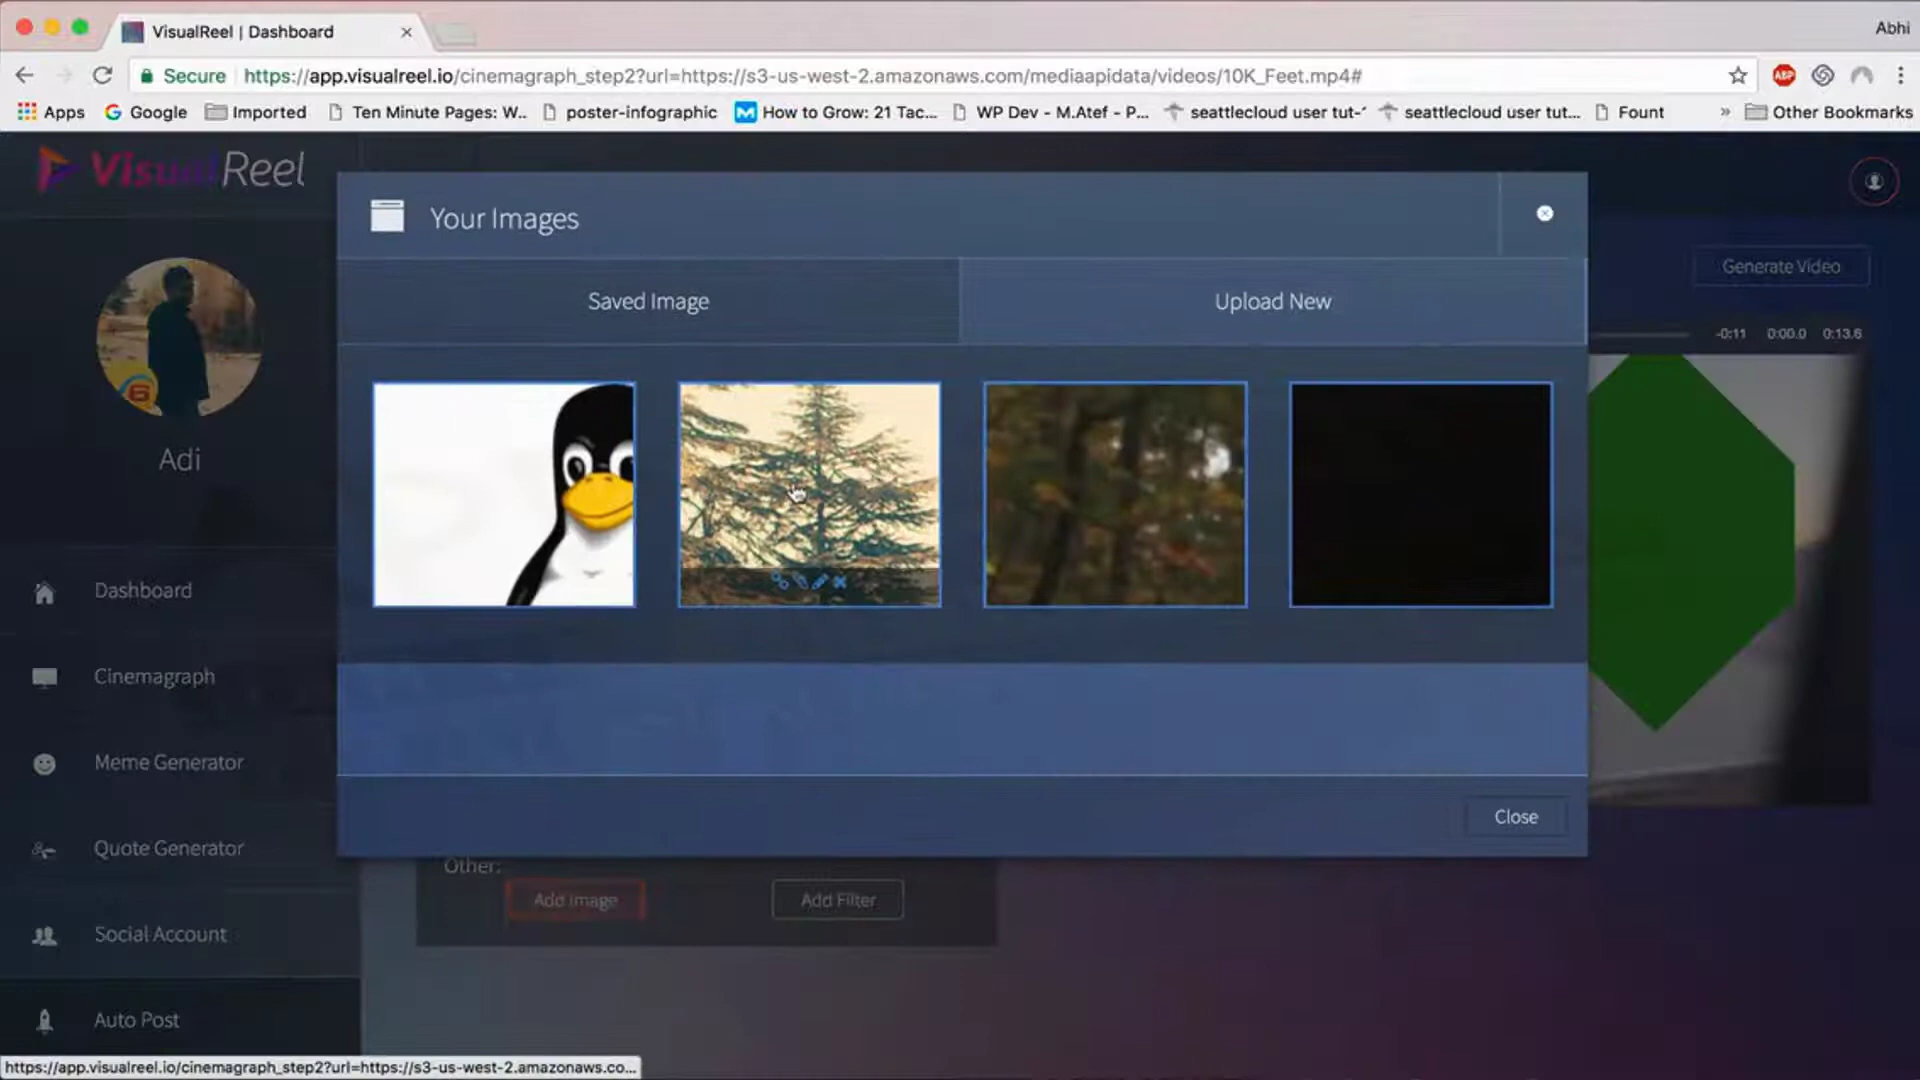 VisualReel | Dashboard
Abhi
Secure https://app.visualreel.io/cinemagraph_step2?url=https://s3-us-west-2.amazonaws.com/mediaapidata/videos/10K_Feet.mp4#
ABP
Apps Google Imported Ten Minute Pages: W... poster-infographic M How to Grow: 21 Tac... WP Dev - M.Atef - P... seattlecloud user tut-' seattlecloud user tut... Fount » Other Bookmarks
VisualReel
Your Images
Generate Video
Saved Image Upload New
-0:11 0:00.0 0:13.6
6
Adi
Dashboard
Cinemagraph
Meme Generator
Close
Quote Generator
Other:
Add Image Add Filter
Social Account
Auto Post
https://app.visualreel.io/cinemagraph_step2?url=https://s3-us-west-2.amazonaws.co...